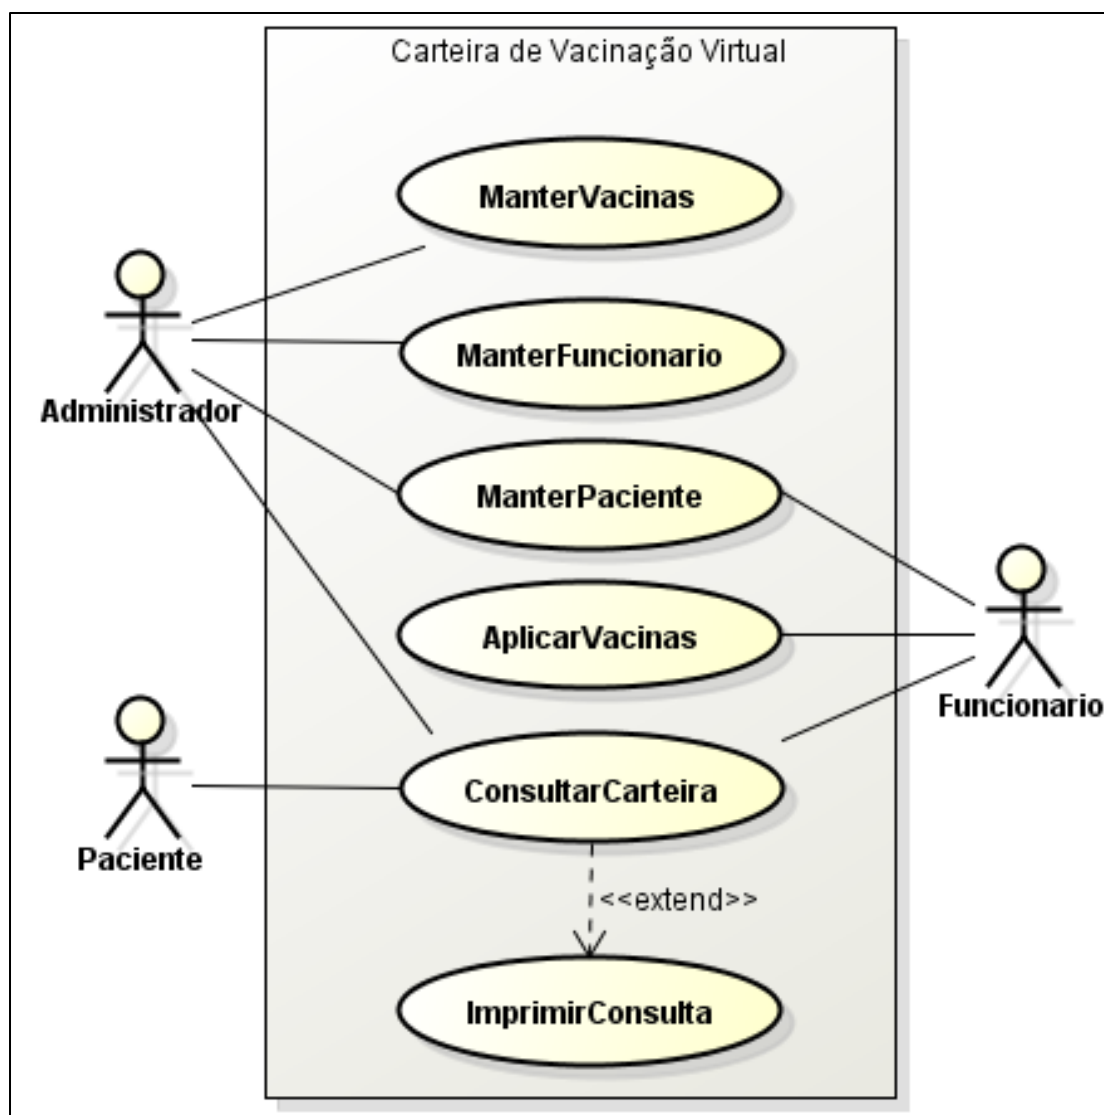 Carteira de Vacinação Virtual
ManterVacinas
ManterFuncionario
Administrador
ManterPaciente
AplicarVacinas
Funcionario
ConsultarCarteira
Paciente
<<extend>>
ImprimirConsulta